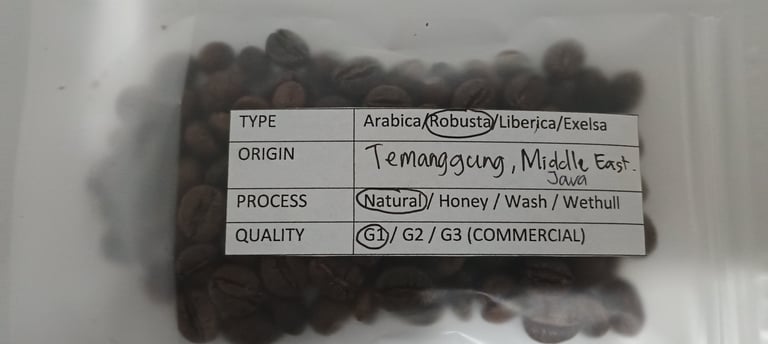 TYPE Arabica/Robusta/Liberica/Exelsa
ORIGIN Temanggung, Middle East.
Java
PROCESS Natural/ Honey / Wash / Wethull
QUALITY G1/ G2 / G3 (COMMERCIAL)